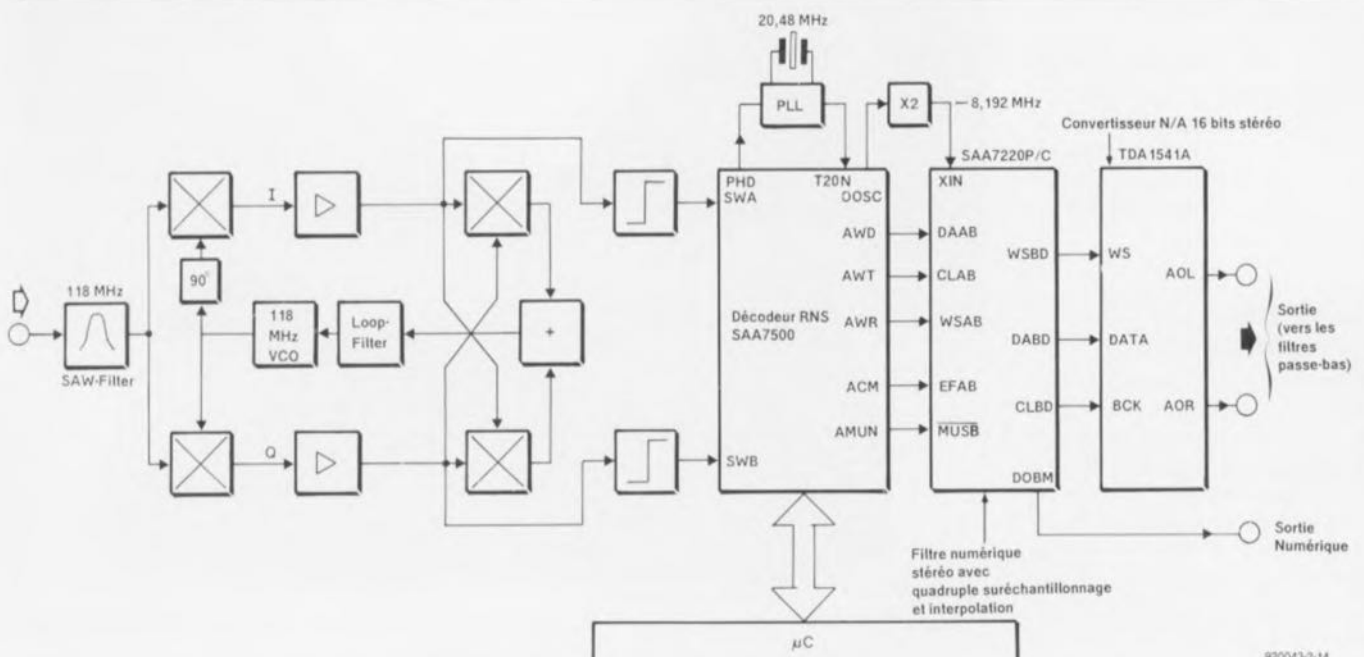 20,48 MHz
PLL
X2
8,192 MHz
Convertisseur N/A 16 bits stéréo
SAA7220P/C
TDA1541A
118 MHz
SAW-Filter
I
90°
118
MHz
VCO
Loop-
Filter
+
Q
PHD
SWA
T20N
DOSC
AWD
AWT
AWR
ACM
AMUN
Décodeur RNS
SAA7500
SWB
XIN
DAAB
CLAB
WSAB
EFAB
MUSB
WSBD
DABD
CLBD
DOBM
WS
DATA
BCK
AOL
AOR
Sortie
(vers les
filtres
passe-bas)
Sortie
Numérique
Filtre numérique
stéréo avec
quadruple suréchantillonnage
et interpolation
µC